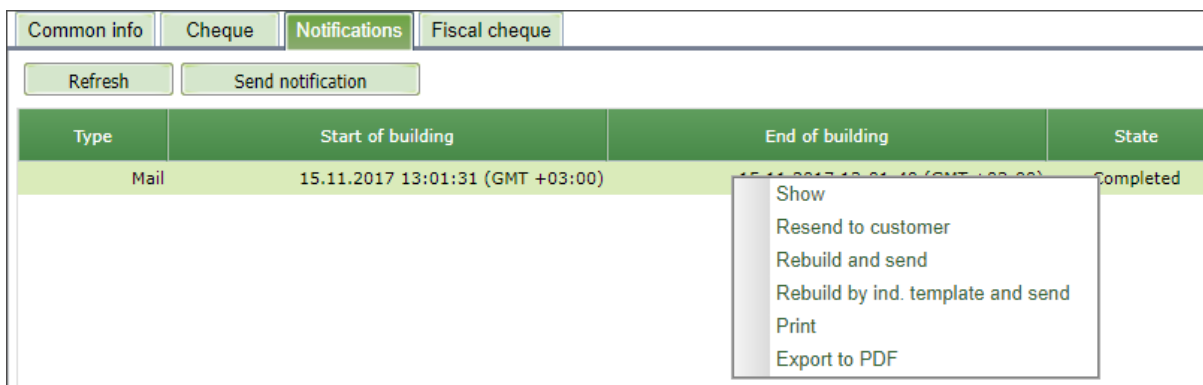 Common info Cheque Notifications Fiscal cheque
Refresh Send notification
Type Start of building End of building State
Mail 15.11.2017 13:01:31 (GMT +03:00) Completed
Show
Resend to customer
Rebuild and send
Rebuild by ind. template and send
Print
Export to PDF